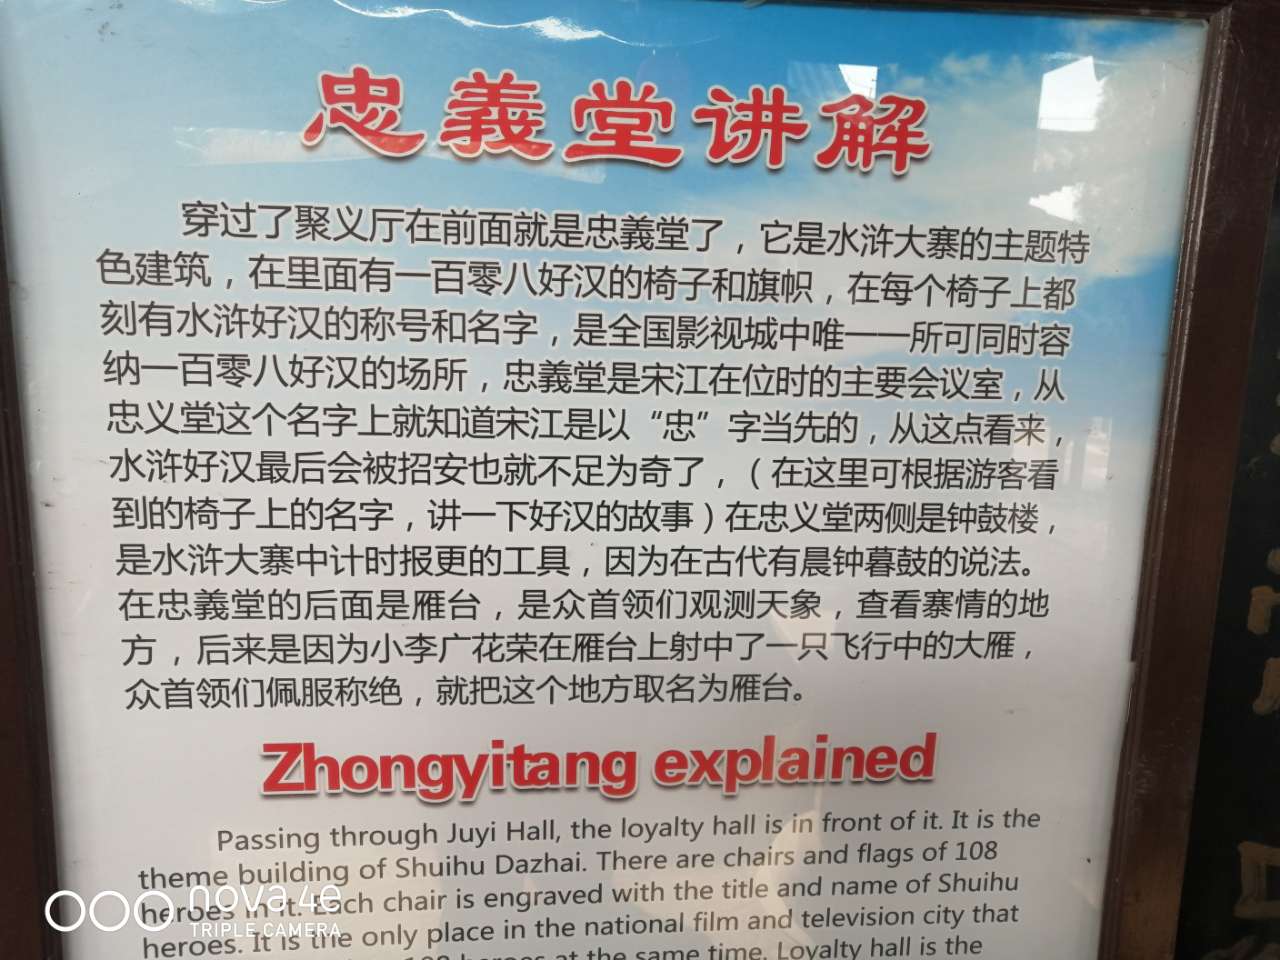 忠義堂讲解
穿过了聚义厅在前面就是忠義堂了，它是水浒大寨的主题特
色建筑，在里面有一百零八好汉的椅子和旗帜，在每个椅子上都
刻有水浒好汉的称号和名字，是全国影视城中唯一一所可同时容
纳一百零八好汉的场所，忠義堂是宋江在位时的主要会议室，从
忠义堂这个名字上就知道宋江是以“忠”字当先的，从这点看来，
水浒好汉最后会被招安也就不足为奇了，（在这里可根据游客看
到的椅子上的名字，讲一下好汉的故事）在忠义堂两侧是钟鼓楼，
是水浒大寨中计时报更的工具，因为在古代有晨钟暮鼓的说法。
在忠義堂的后面是雁台，是众首领们观测天象，查看寨情的地
方，后来是因为小李广花荣在雁台上射中了一只飞行中的大雁，
众首领们佩服称绝，就把这个地方取名为雁台。
Zhongyitang explained
Passing through Juyi Hall, the loyalty hall is in front of it. It is the
theme building of Shuihu Dazhai. There are chairs and flags of 108
heroes in it. Each chair is engraved with the title and name of Shuihu
heroes. It is the only place in the national film and television city that
108 heroes at the same time. Loyalty hall is the
nova 4e
TRIPLE CAMERA